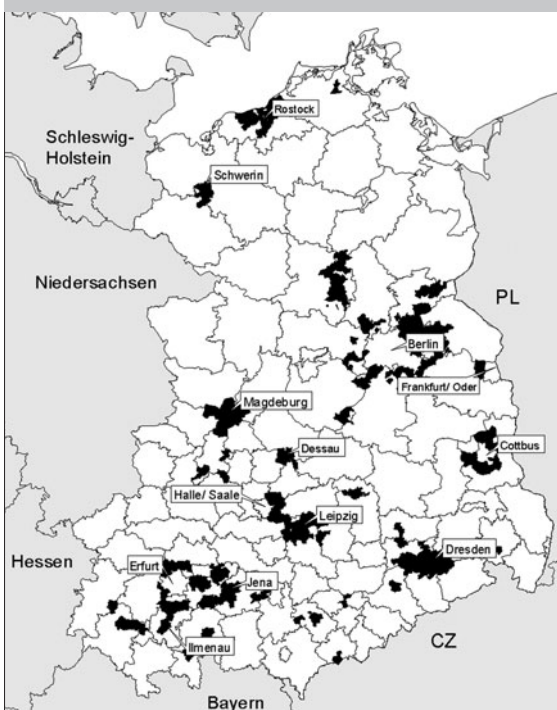 Rostock
Schleswig-
Holstein
Schwerin
Niedersachsen
PL
Berlin
Frankfurt/ Oder
Magdeburg
Cottbus
Dessau
Halle/ Saale
Leipzig
Hessen
Erfurt
Dresden
Jena
Ilmenau
CZ
Bayern